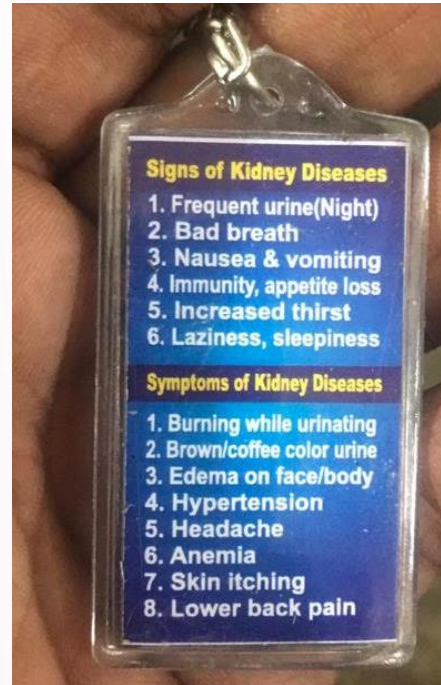 Signs of Kidney Diseases
1. Frequent urine(Night)
2. Bad breath
3. Nausea & vomiting
4. Immunity, appetite loss
5. Increased thirst
6. Laziness, sleepiness
Symptoms of Kidney Diseases
1. Burning while urinating
2. Brown/coffee color urine
3. Edema on face/body
4. Hypertension
5. Headache
6. Anemia
7. Skin itching
8. Lower back pain